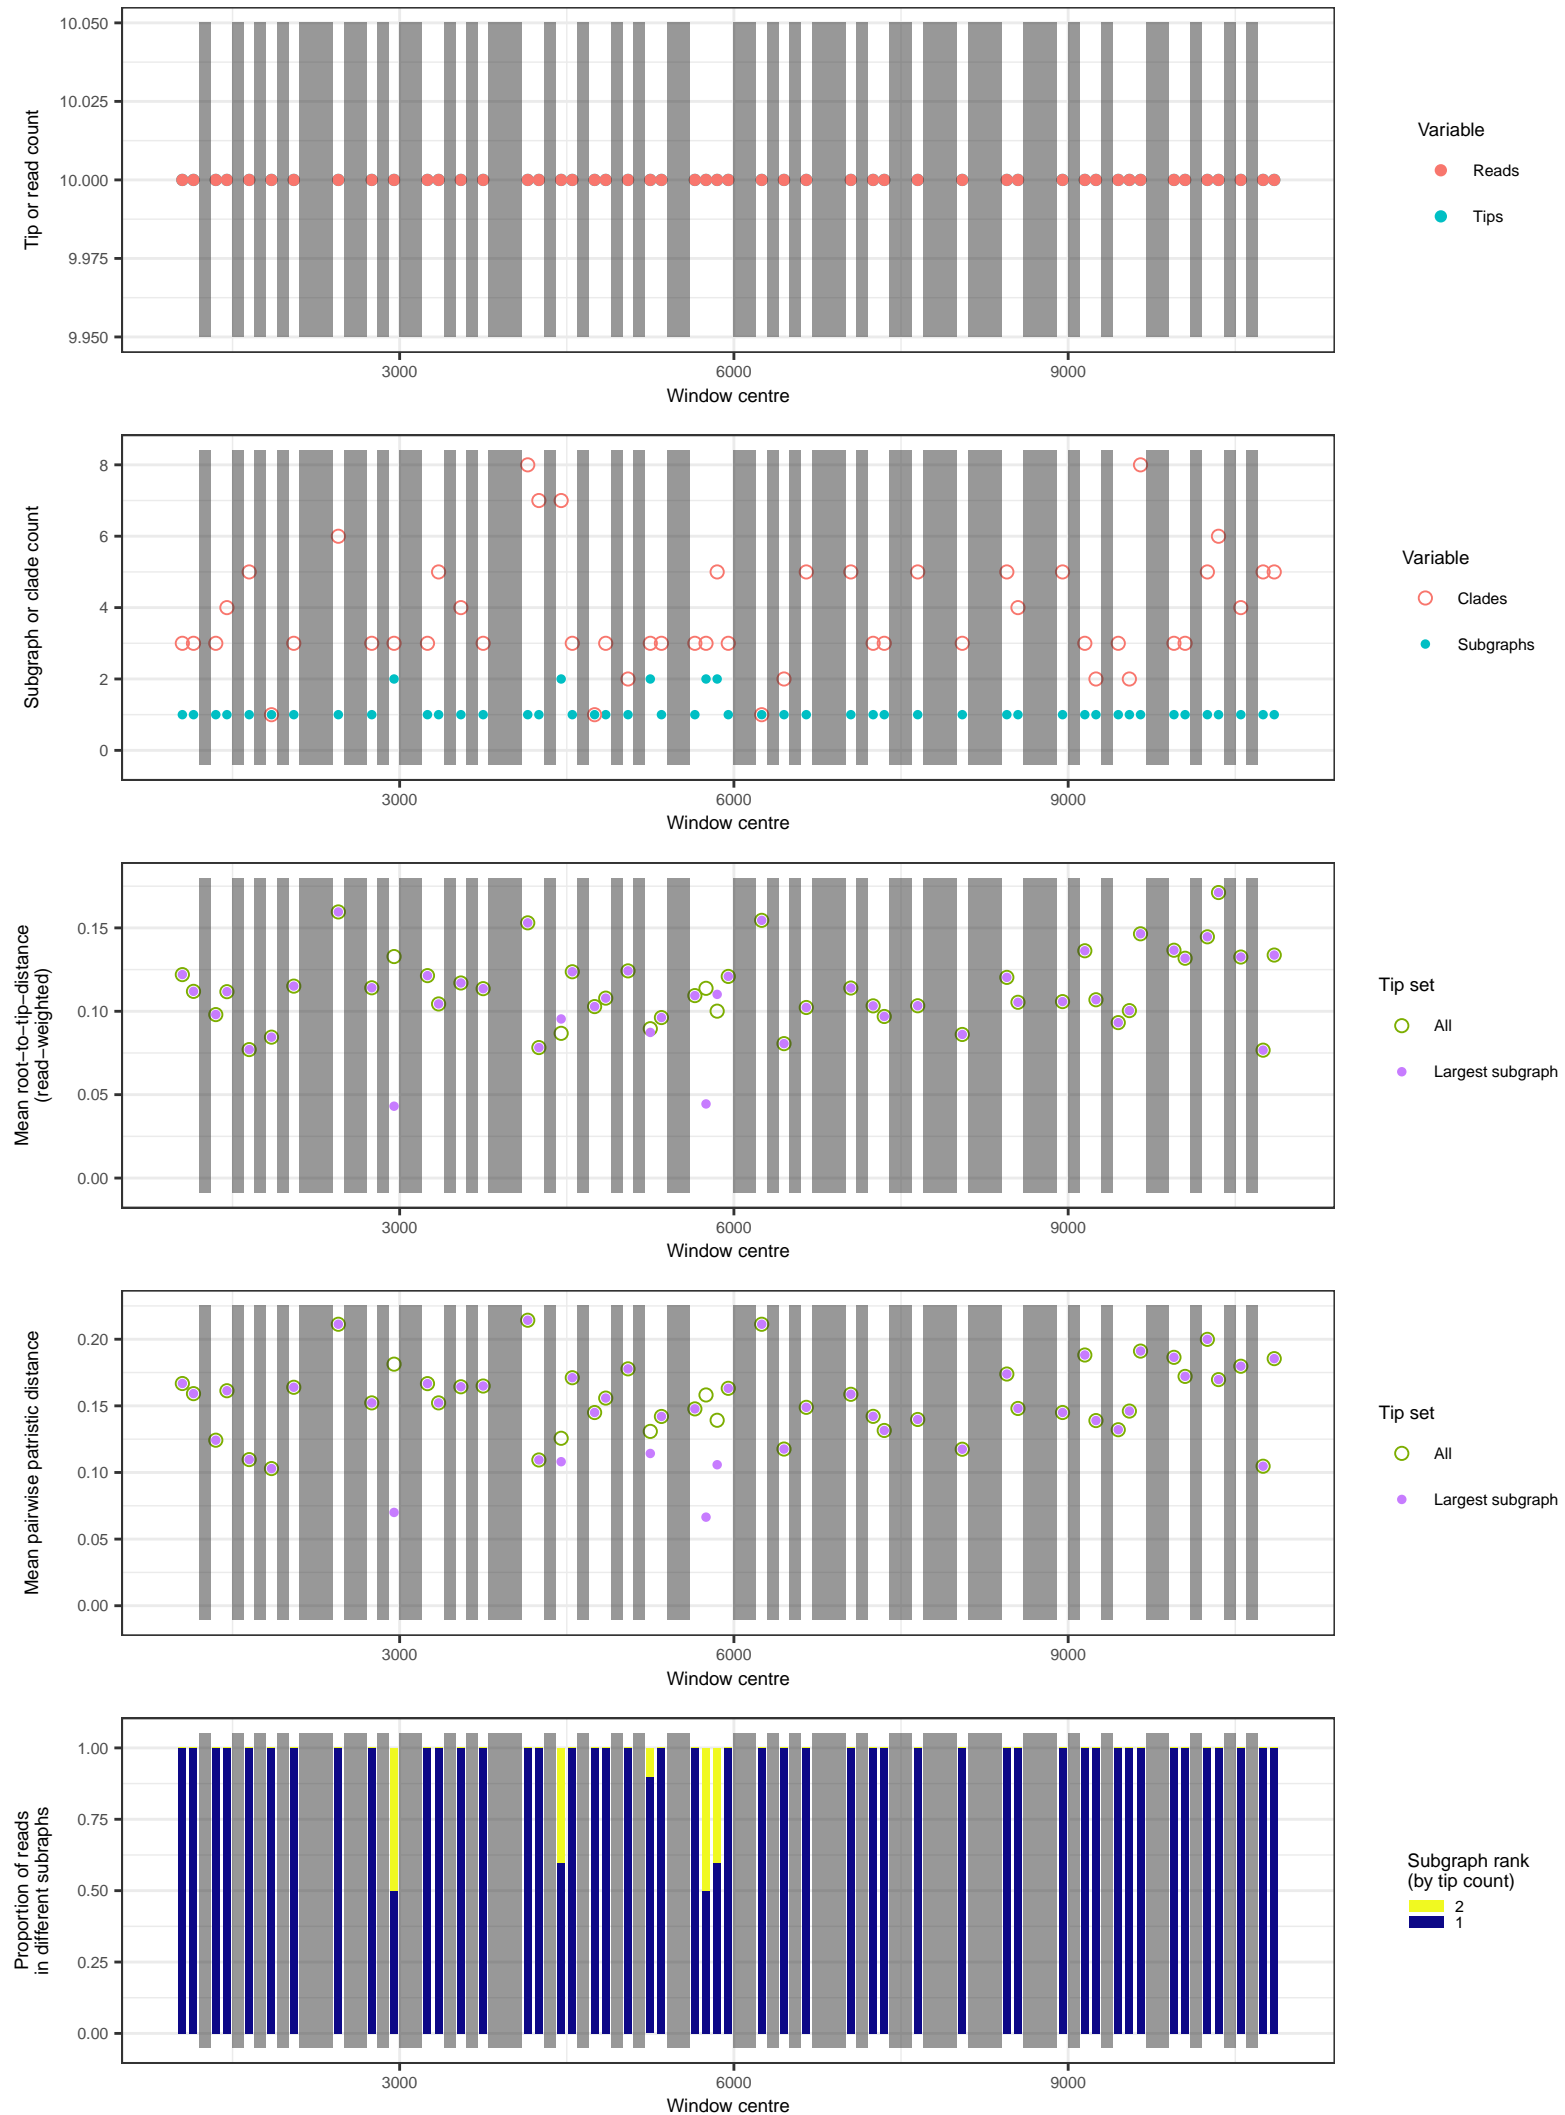 10.050
10.025
10.000
9.975
9.950
Tip or read count
3000
6000
9000
Window centre
Variable
Reads
Tips
8
6
4
2
0
Subgraph or clade count
3000
6000
9000
Window centre
Variable
Clades
Subgraphs
0.15
0.10
0.05
0.00
Mean root−to−tip−distance
(read−weighted)
3000
6000
9000
Window centre
Tip set
All
Largest subgraph
0.20
0.15
0.10
0.05
0.00
Mean pairwise patristic distance
3000
6000
9000
Window centre
Tip set
All
Largest subgraph
1.00
0.75
0.50
0.25
0.00
Proportion of reads
in different subraphs
3000
6000
9000
Window centre
Subgraph rank
(by tip count)
2
1